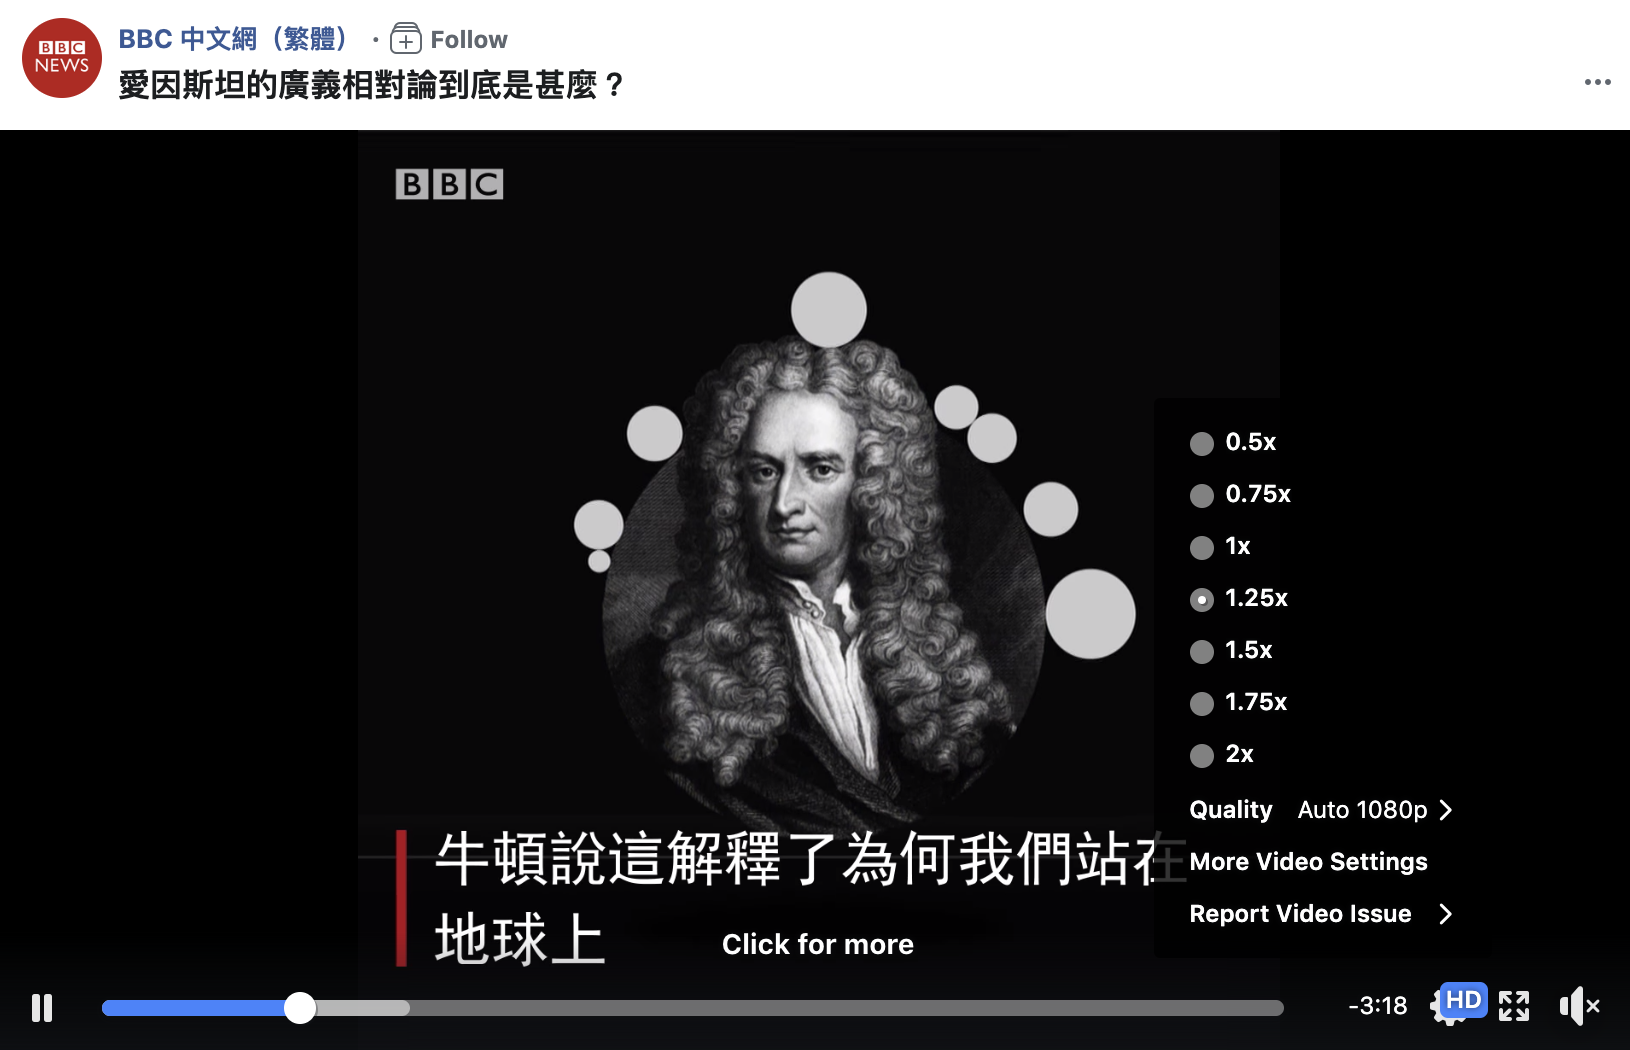 BBC NEWS
BBC 中文網（繁體） · Follow
愛因斯坦的廣義相對論到底是甚麼？
BBC
0.5x
0.75x
1x
1.25x
1.5x
1.75x
2x
Quality Auto 1080p
More Video Settings
Report Video Issue
牛頓說這解釋了為何我們站在
地球上
Click for more
-3:18
HD